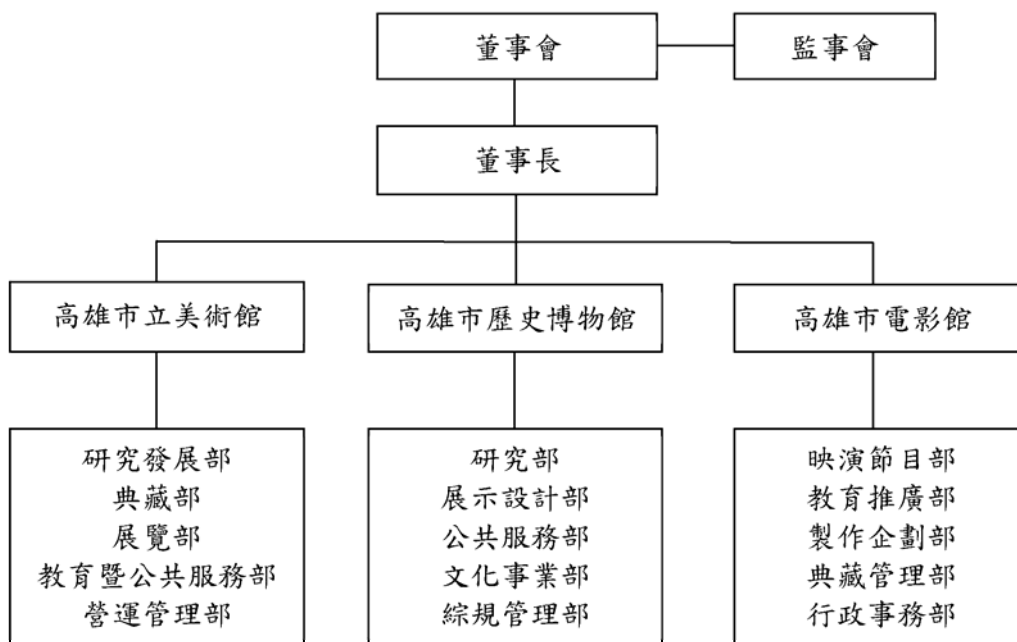 董事會
監事會
董事長
高雄市立美術館
高雄市歷史博物館
高雄市電影館
研究發展部
典藏部
展覽部
教育暨公共服務部
營運管理部
研究部
展示設計部
公共服務部
文化事業部
綜規管理部
映演節目部
教育推廣部
製作企劃部
典藏管理部
行政事務部